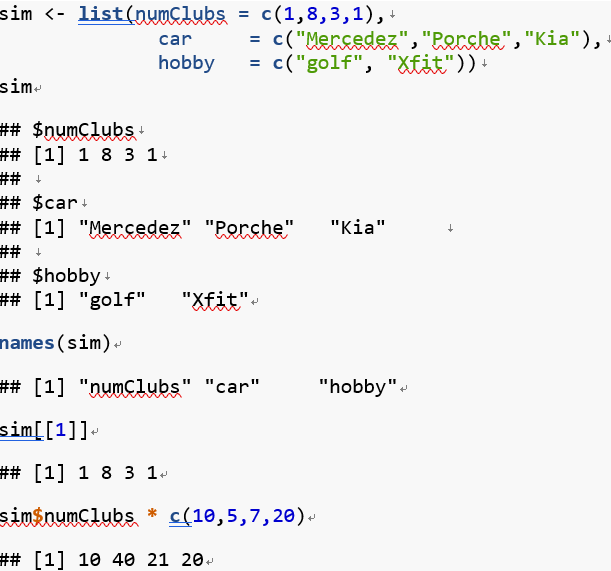 sim <- list(numClubs = c(1,8,3,1),
            car      = c("Mercedez","Porche","Kia"),
            hobby   = c("golf", "Xfit"))
sim
## $numClubs
## [1] 1 8 3 1
##
## $car
## [1] "Mercedez" "Porche"   "Kia"
##
## $hobby
## [1] "golf"   "Xfit"
names(sim)
## [1] "numClubs" "car"     "hobby"
sim[[1]]
## [1] 1 8 3 1
sim$numClubs * c(10,5,7,20)
## [1] 10 40 21 20